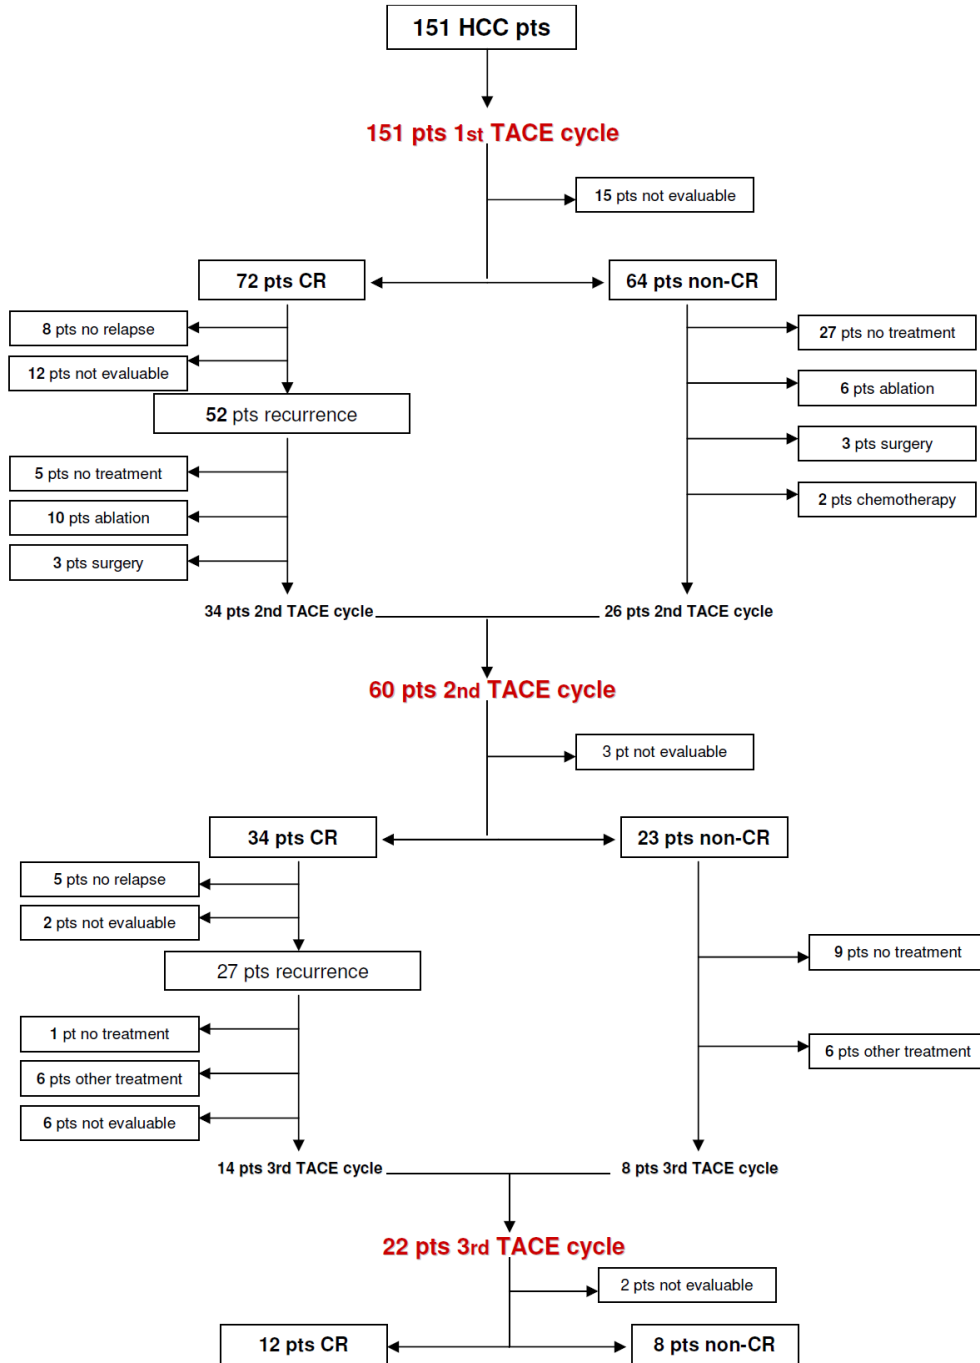 151 HCC pts
151 pts 1st TACE cycle
15 pts not evaluable
72 pts CR
64 pts non-CR
8 pts no relapse
12 pts not evaluable
52 pts recurrence
5 pts no treatment
10 pts ablation
3 pts surgery
27 pts no treatment
6 pts ablation
3 pts surgery
2 pts chemotherapy
34 pts 2nd TACE cycle
26 pts 2nd TACE cycle
60 pts 2nd TACE cycle
3 pt not evaluable
34 pts CR
23 pts non-CR
5 pts no relapse
2 pts not evaluable
27 pts recurrence
1 pt no treatment
6 pts other treatment
6 pts not evaluable
9 pts no treatment
6 pts other treatment
14 pts 3rd TACE cycle
8 pts 3rd TACE cycle
22 pts 3rd TACE cycle
2 pts not evaluable
12 pts CR
8 pts non-CR